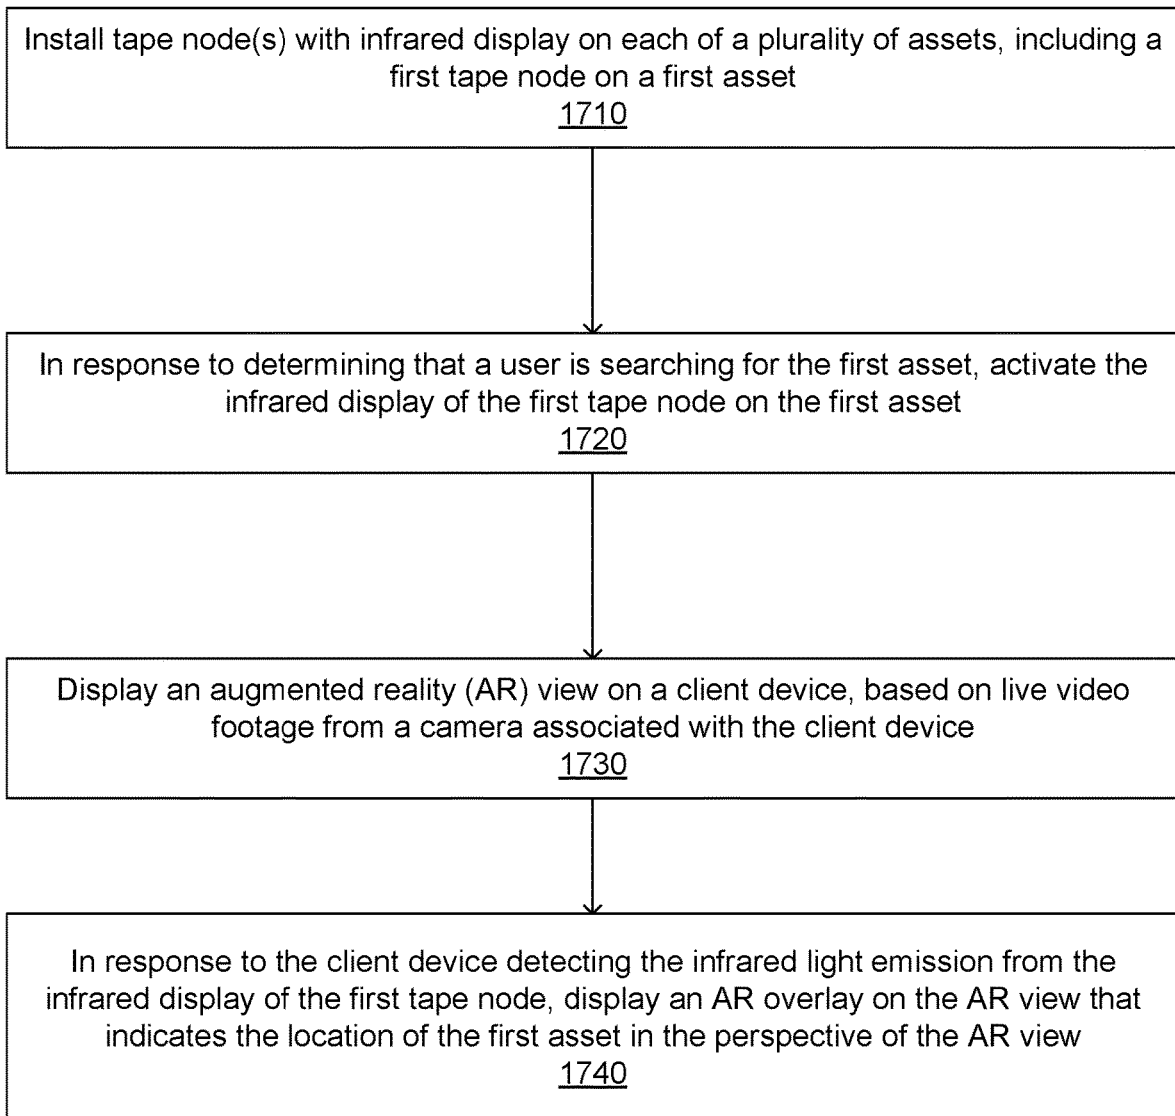 Install tape node(s) with infrared display on each of a plurality of assets, including a
first tape node on a first asset
1710
In response to determining that a user is searching for the first asset, activate the
infrared display of the first tape node on the first asset
1720
Display an augmented reality (AR) view on a client device, based on live video
footage from a camera associated with the client device
1730
In response to the client device detecting the infrared light emission from the
infrared display of the first tape node, display an AR overlay on the AR view that
indicates the location of the first asset in the perspective of the AR view
1740